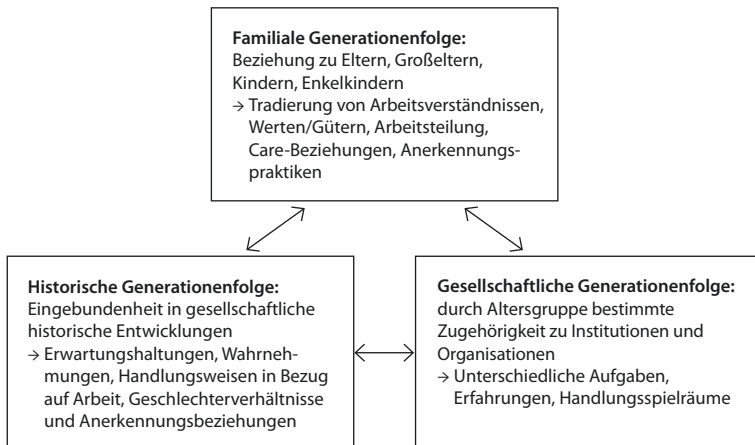 Familiale Generationenfolge:
Beziehung zu Eltern, Großeltern,
Kindern, Enkelkindern
→ Tradierung von Arbeitsverständnissen,
Werten/Gütern, Arbeitsteilung,
Care-Beziehungen, Anerkennungs-
praktiken
Historische Generationenfolge:
Eingebundenheit in gesellschaftliche
historische Entwicklungen
→ Erwartungshaltungen, Wahrneh-
mungen, Handlungsweisen in Bezug
auf Arbeit, Geschlechterverhältnisse
und Anerkennungsbeziehungen
Gesellschaftliche Generationenfolge:
durch Altersgruppe bestimmte
Zugehörigkeit zu Institutionen und
Organisationen
→ Unterschiedliche Aufgaben,
Erfahrungen, Handlungsspielräume